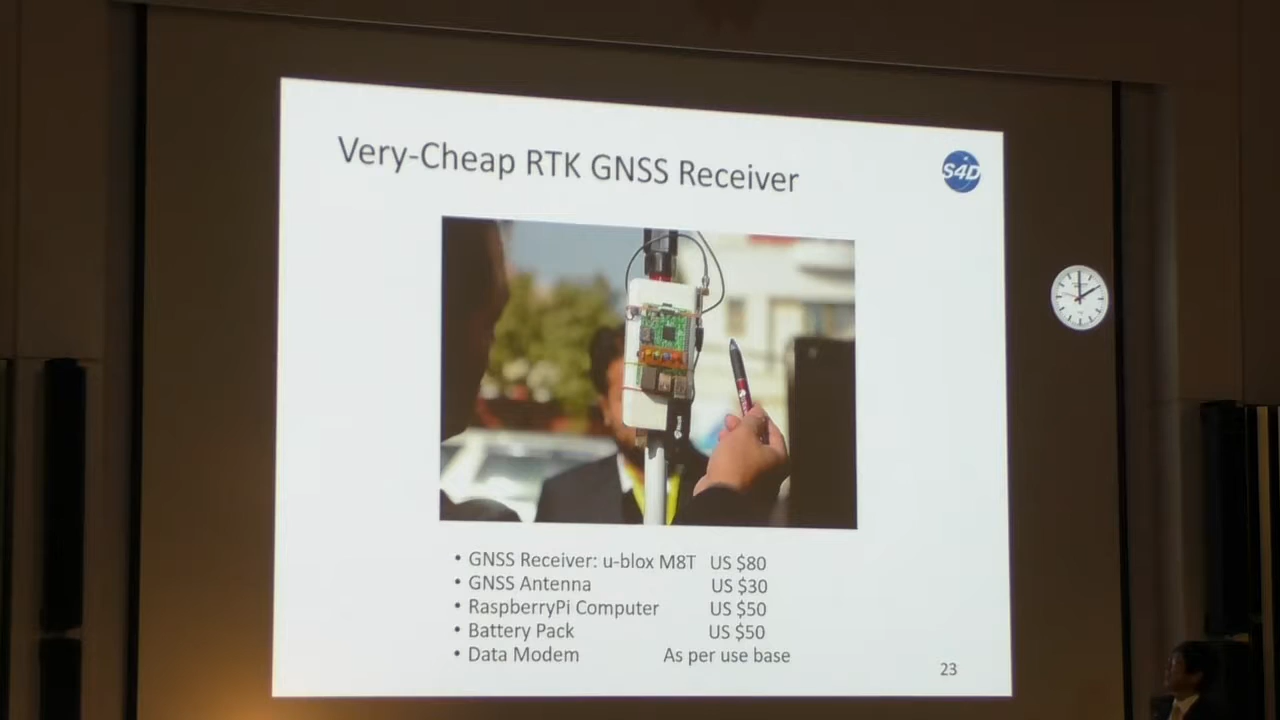 Very-Cheap RTK GNSS Receiver
S4D
• GNSS Receiver: u-blox M8T US $80
• GNSS Antenna US $30
• RaspberryPi Computer US $50
• Battery Pack US $50
• Data Modem As per use base
23